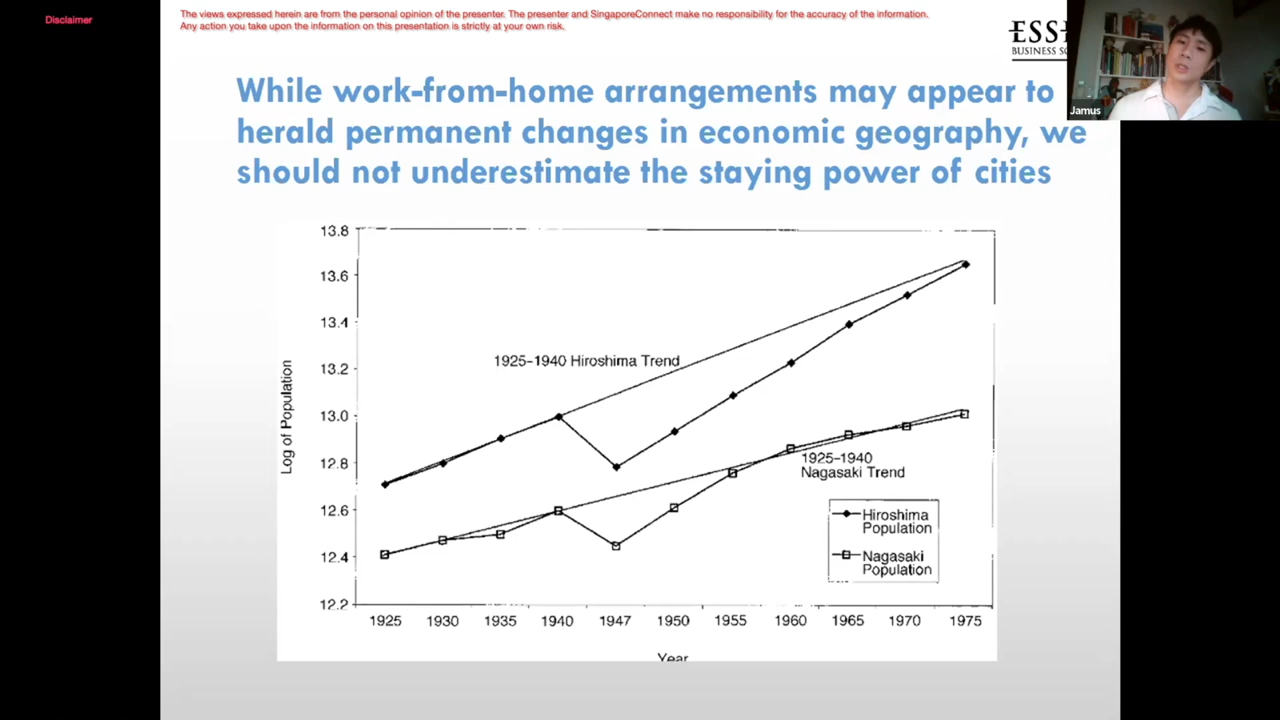 Disclaimer
The views expressed herein are from the personal opinion of the presenter. The presenter and SingaporeConnect make no responsibility for the accuracy of the information.
Any action you take upon the information on this presentation is strictly at your own risk.
Jamus
While work-from-home arrangements may appear to
herald permanent changes in economic geography, we
should not underestimate the staying power of cities
Log of Population
13.8
13.6
13.4
13.2
13.0
12.8
12.6
12.4
12.2
1925–1940 Hiroshima Trend
1925–1940
Nagasaki Trend
Hiroshima
Population
Nagasaki
Population
1925 1930 1935 1940 1947 1950 1955 1960 1965 1970 1975
Year